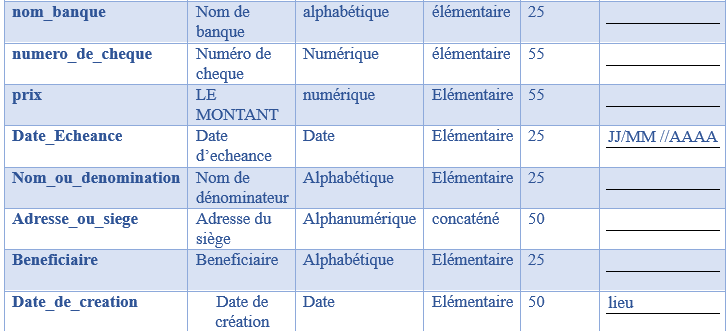 nom_banque Nom de banque alphabétique élémentaire 25
numero_de_cheque Numéro de cheque Numérique élémentaire 55
prix LE MONTANT numérique Elémentaire 55
Date_Echeance Date d’echeance Date Elémentaire 25 JJ/MM //AAAA
Nom_ou_denomination Nom de dénominateur Alphabétique Elémentaire 25
Adresse_ou_siege Adresse du siège Alphanumérique concaténé 50
Beneficiaire Beneficiaire Alphabétique Elémentaire 25
Date_de_creation Date de création Date Elémentaire 50 lieu